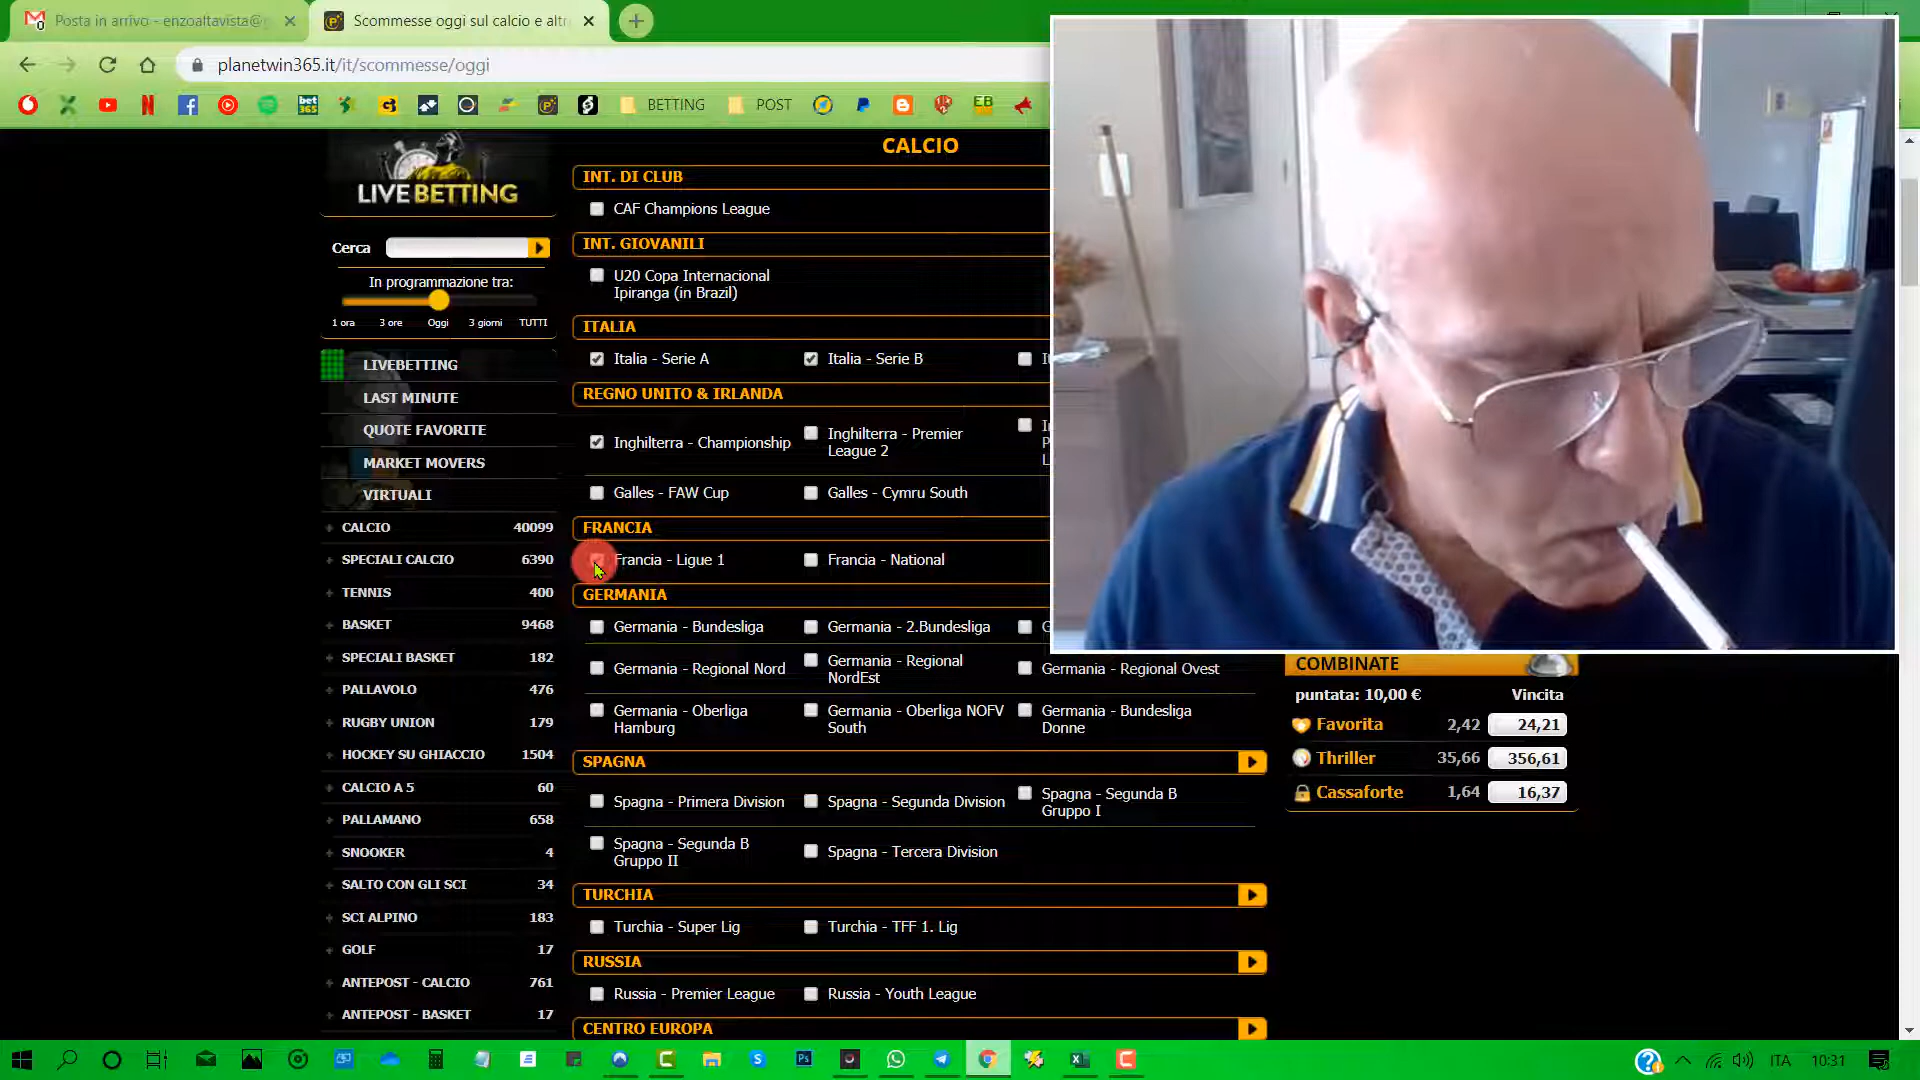 Posta in arrivo - enzoaltavista@
Scommesse oggi sul calcio e altr
planetwin365.it/it/scommesse/oggi
bet365
BETTING
POST
EB
CALCIO
LIVEBETTING
Cerca
In programmazione tra:
1 ora 3 ore Oggi 3 giorni TUTTI
LIVEBETTING
LAST MINUTE
QUOTE FAVORITE
MARKET MOVERS
VIRTUALI
CALCIO 40099
SPECIALI CALCIO 6390
TENNIS 400
BASKET 9468
SPECIALI BASKET 182
PALLAVOLO 476
RUGBY UNION 179
HOCKEY SU GHIACCIO 1504
CALCIO A 5 60
PALLAMANO 658
SNOOKER 4
SALTO CON GLI SCI 34
SCI ALPINO 183
GOLF 17
ANTEPOST - CALCIO 761
ANTEPOST - BASKET 17
INT. DI CLUB
CAF Champions League
INT. GIOVANILI
U20 Copa Internacional
Ipiranga (in Brazil)
ITALIA
Italia - Serie A Italia - Serie B
REGNO UNITO & IRLANDA
Inghilterra - Championship
Inghilterra - Premier
League 2
Galles - FAW Cup Galles - Cymru South
FRANCIA
Francia - Ligue 1 Francia - National
GERMANIA
Germania - Bundesliga Germania - 2.Bundesliga G
Germania - Regional Nord
Germania - Regional
NordEst
Germania - Regional Ovest
Germania - Oberliga
Hamburg
Germania - Oberliga NOFV
South
Germania - Bundesliga
Donne
SPAGNA
Spagna - Primera Division Spagna - Segunda Division
Spagna - Segunda B
Gruppo I
Spagna - Segunda B
Gruppo II
Spagna - Tercera Division
TURCHIA
Turchia - Super Lig Turchia - TFF 1. Lig
RUSSIA
Russia - Premier League Russia - Youth League
CENTRO EUROPA
COMBINATE
puntata: 10,00 € Vincita
Favorita 2,42 24,21
Thriller 35,66 356,61
Cassaforte 1,64 16,37
ITA 10:31